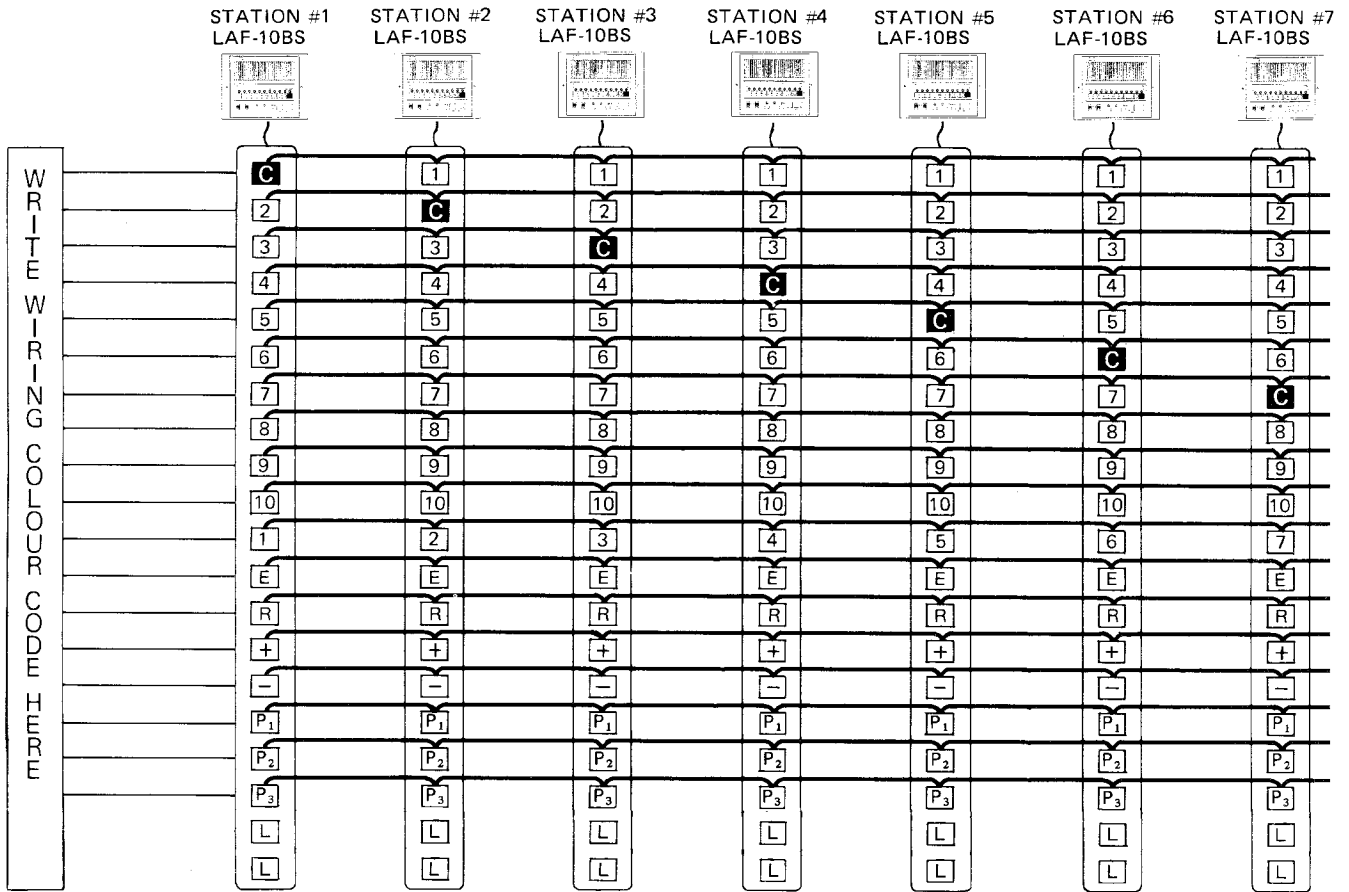 STATION #1 STATION #2 STATION #3 STATION #4 STATION #5 STATION #6 STATION #7
LAF-10BS LAF-10BS LAF-10BS LAF-10BS LAF-10BS LAF-10BS LAF-10BS
WRITE WIRING COLOUR CODE HERE
C 1 1 1 1 1 1
2 C 2 2 2 2 2
3 3 C 3 3 3 3
4 4 4 C 4 4 4
5 5 5 5 C 5 5
6 6 6 6 6 C 6
7 7 7 7 7 7 C
8 8 8 8 8 8 8
9 9 9 9 9 9 9
10 10 10 10 10 10 10
1 2 3 4 5 6 7
E E E E E E E
R R R R R R R
+ + + + + + +
− − − − − − −
P₁ P₁ P₁ P₁ P₁ P₁ P₁
P₂ P₂ P₂ P₂ P₂ P₂ P₂
P₃ P₃ P₃ P₃ P₃ P₃ P₃
L L L L L L L
L L L L L L L